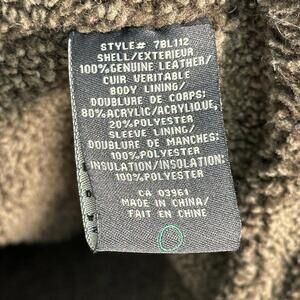 STYLE# 7BL112
SHELL/EXTERIEUR
100%GENUINE LEATHER/
CUIR VERITABLE
BODY LINING/
DOUBLURE DE CORPS:
80%ACRYLIC/ACRYLIQUE,
20%POLYESTER
SLEEVE LINING/
DOUBLURE DE MANCHES:
100%POLYESTER
INSULATION/INSOLATION:
100%POLYESTER
CA 03961
MADE IN CHINA/
FAIT EN CHINE